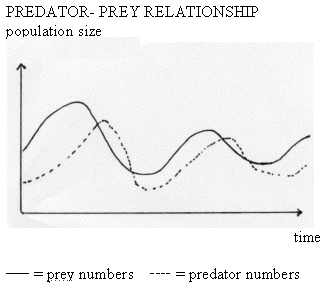 PREDATOR- PREY RELATIONSHIP
population size
time
— = prey numbers ---- = predator numbers